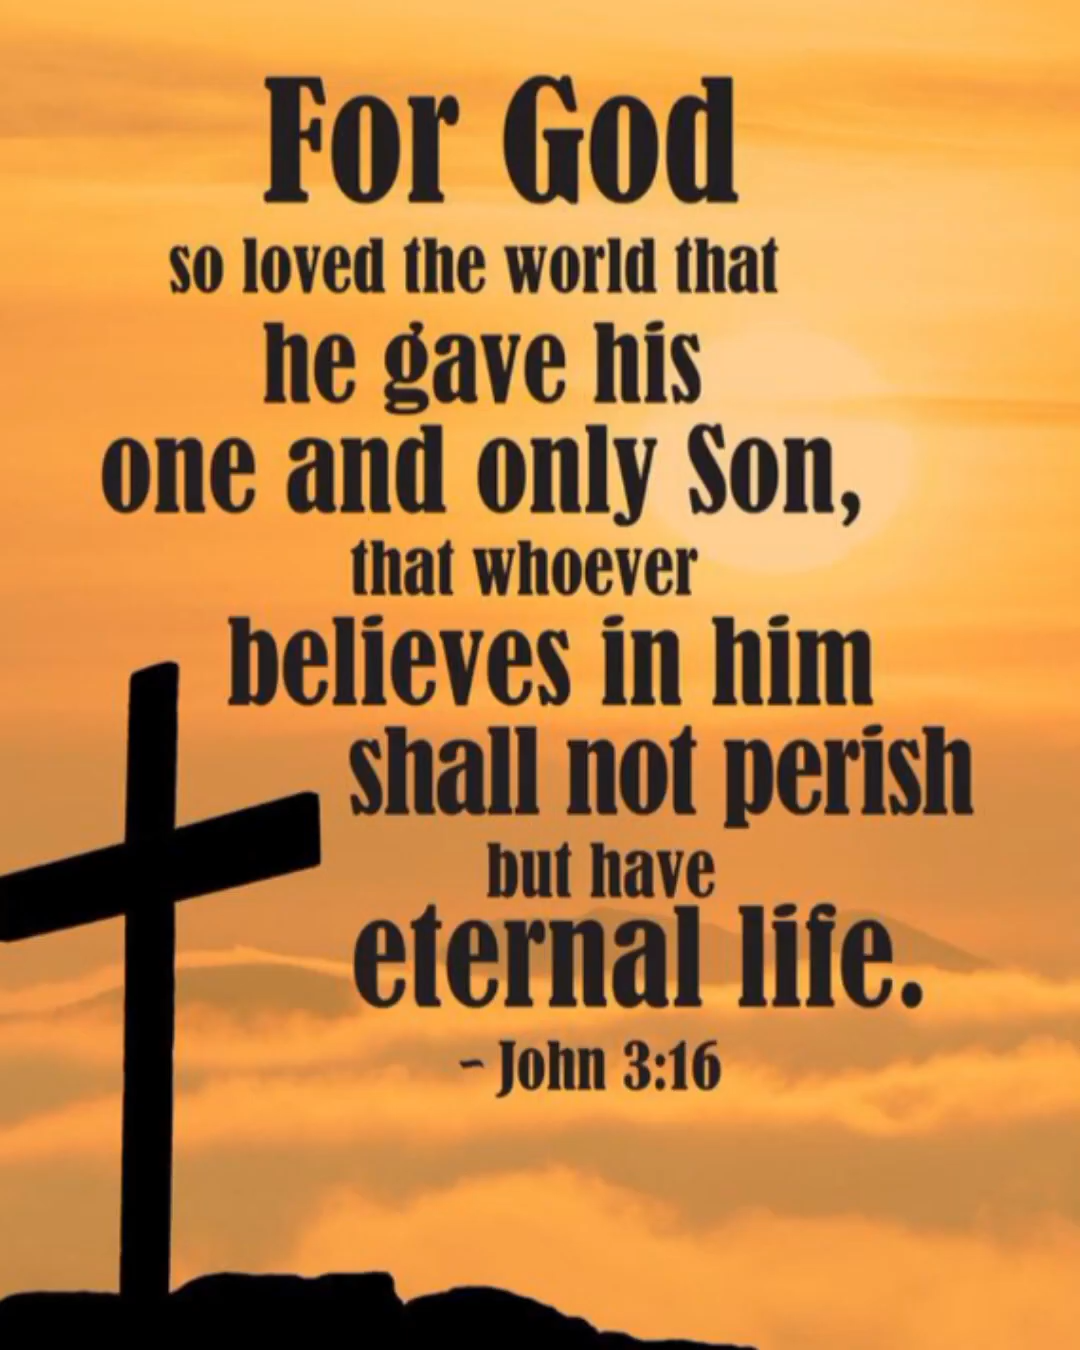 For God
so loved the world that
he gave his
one and only Son,
that whoever
believes in him
shall not perish
but have
eternal life.
~ John 3:16